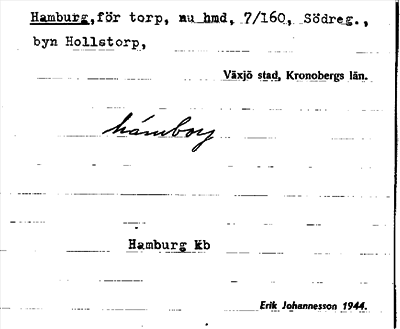 Hamburg,för torp, nu hmd, 7/160, Södreg.,
byn Hollstorp,
Växjö stad, Kronobergs län.
hámborj
Hamburg Kb
Erik Johannesson 1944.